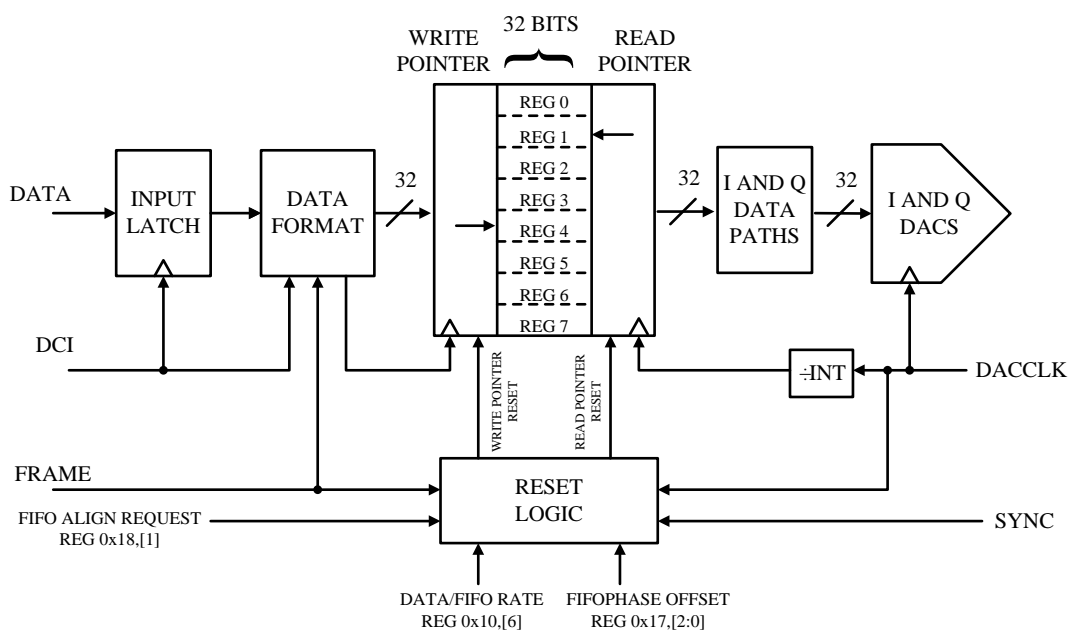 32 BITS
WRITE
POINTER
READ
POINTER
REG 0
REG 1
REG 2
REG 3
REG 4
REG 5
REG 6
REG 7
DATA
INPUT
LATCH
DATA
FORMAT
32
32
I AND Q
DATA
PATHS
32
I AND Q
DACS
DCI
WRITE POINTER
RESET
READ POINTER
RESET
÷INT
DACCLK
FRAME
RESET
LOGIC
FIFO ALIGN REQUEST
REG 0x18,[1]
SYNC
DATA/FIFO RATE
REG 0x10,[6]
FIFOPHASE OFFSET
REG 0x17,[2:0]